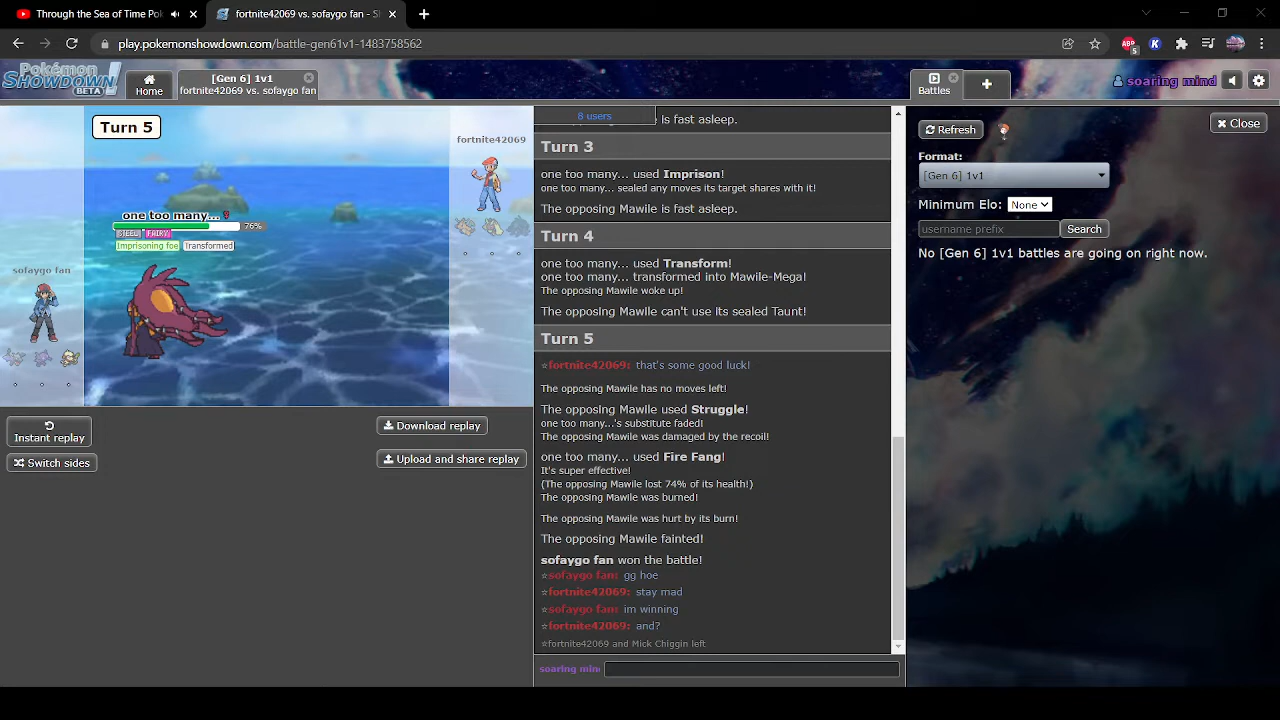 Through the Sea of Time Pok
fortnite42069 vs. sofaygo fan - S
play.pokemonshowdown.com/battle-gen61v1-1483758562
ABP
5
K
Pokémon
SHOWDOWN!
BETA
Home
[Gen 6] 1v1
fortnite42069 vs. sofaygo fan
Battles
soaring mind
Turn 5
fortnite42069
one too many...
76%
STEEL FAIRY
Imprisoning foe Transformed
sofaygo fan
Instant replay
Switch sides
Download replay
Upload and share replay
8 users
is fast asleep.
Turn 3
one too many... used Imprison!
one too many... sealed any moves its target shares with it!
The opposing Mawile is fast asleep.
Turn 4
one too many... used Transform!
one too many... transformed into Mawile-Mega!
The opposing Mawile woke up!
The opposing Mawile can't use its sealed Taunt!
Turn 5
☆fortnite42069: that's some good luck!
The opposing Mawile has no moves left!
The opposing Mawile used Struggle!
one too many...'s substitute faded!
The opposing Mawile was damaged by the recoil!
one too many... used Fire Fang!
It's super effective!
(The opposing Mawile lost 74% of its health!)
The opposing Mawile was burned!
The opposing Mawile was hurt by its burn!
The opposing Mawile fainted!
sofaygo fan won the battle!
☆sofaygo fan: gg hoe
☆fortnite42069: stay mad
☆sofaygo fan: im winning
☆fortnite42069: and?
☆fortnite42069 and Mick Chiggin left
soaring min
Refresh
Close
Format:
[Gen 6] 1v1
Minimum Elo: None
username prefix Search
No [Gen 6] 1v1 battles are going on right now.